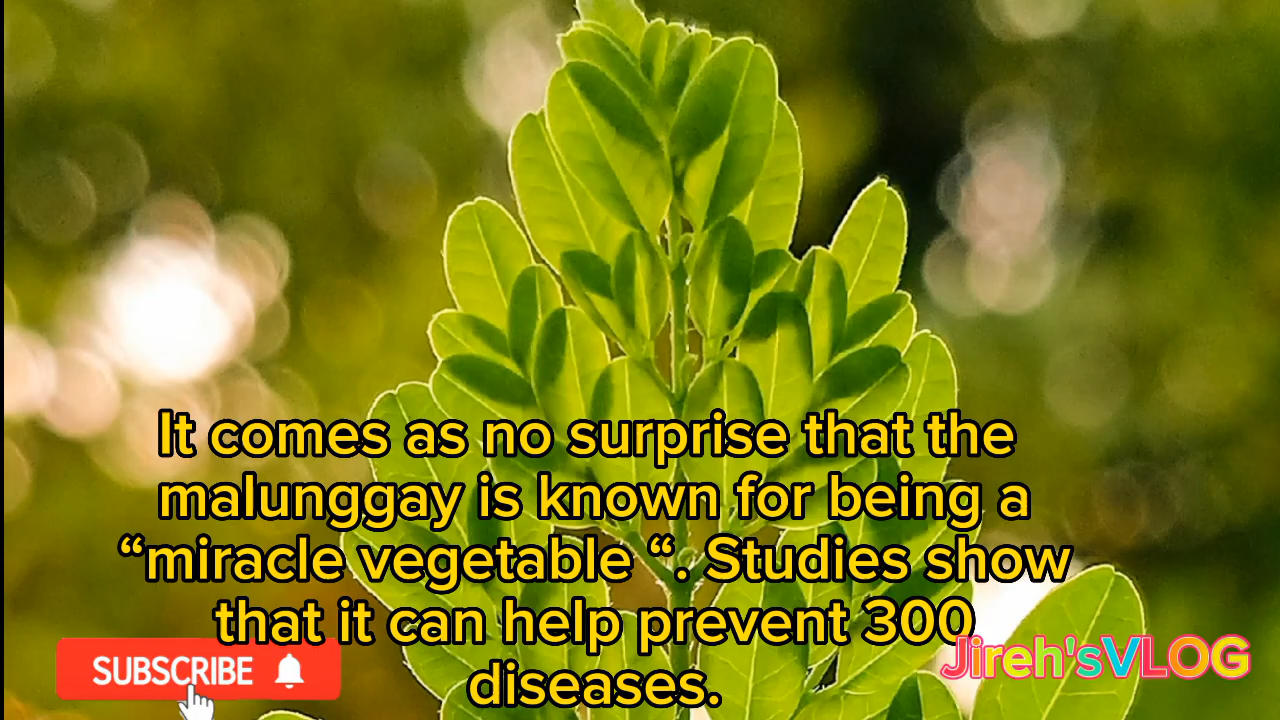 It comes as no surprise that the
malunggay is known for being a
“miracle vegetable “. Studies show
that it can help prevent 300
diseases.
SUBSCRIBE
Jireh'sVLOG